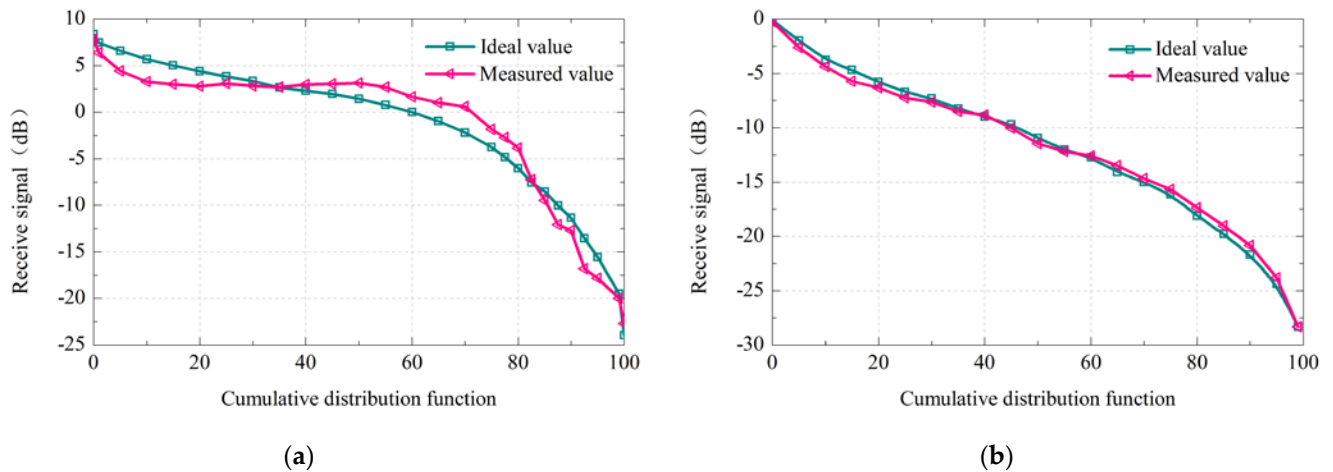 10
5
0
-5
-10
-15
-20
-25
0 20 40 60 80 100
Receive signal（dB）
Cumulative distribution function
Ideal value
Measured value
(a)
0
-5
-10
-15
-20
-25
-30
0 20 40 60 80 100
Receive signal（dB）
Cumulative distribution function
Ideal value
Measured value
(b)